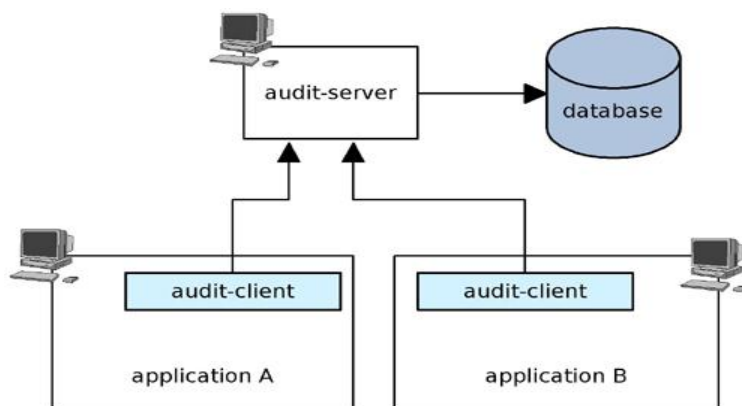 audit-server
database
audit-client
audit-client
application A
application B